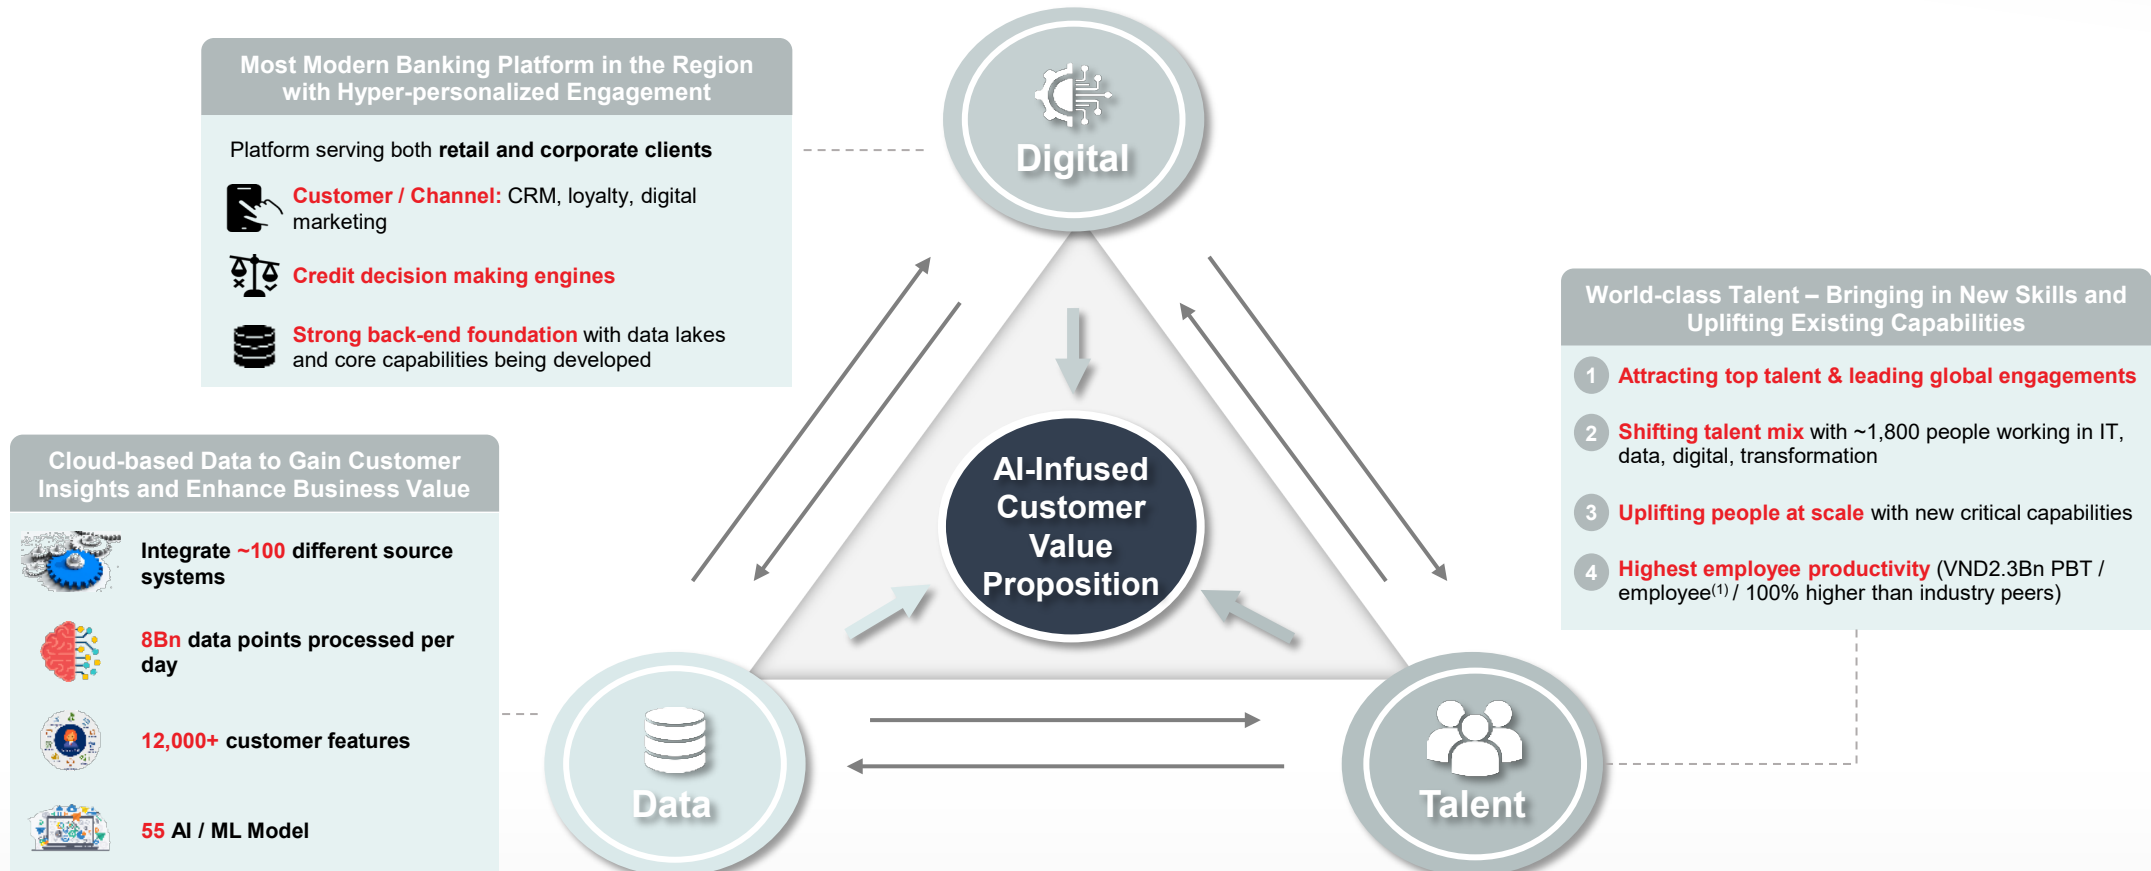 Most Modern Banking Platform in the Region
with Hyper-personalized Engagement
Platform serving both retail and corporate clients
Customer / Channel: CRM, loyalty, digital
marketing
Credit decision making engines
Strong back-end foundation with data lakes
and core capabilities being developed
Digital
World-class Talent – Bringing in New Skills and
Uplifting Existing Capabilities
1 Attracting top talent & leading global engagements
2 Shifting talent mix with ~1,800 people working in IT,
data, digital, transformation
3 Uplifting people at scale with new critical capabilities
4 Highest employee productivity (VND2.3Bn PBT /
employee(1) / 100% higher than industry peers)
Cloud-based Data to Gain Customer
Insights and Enhance Business Value
Integrate ~100 different source
systems
8Bn data points processed per
day
12,000+ customer features
55 AI / ML Model
AI-Infused
Customer
Value
Proposition
Data
Talent